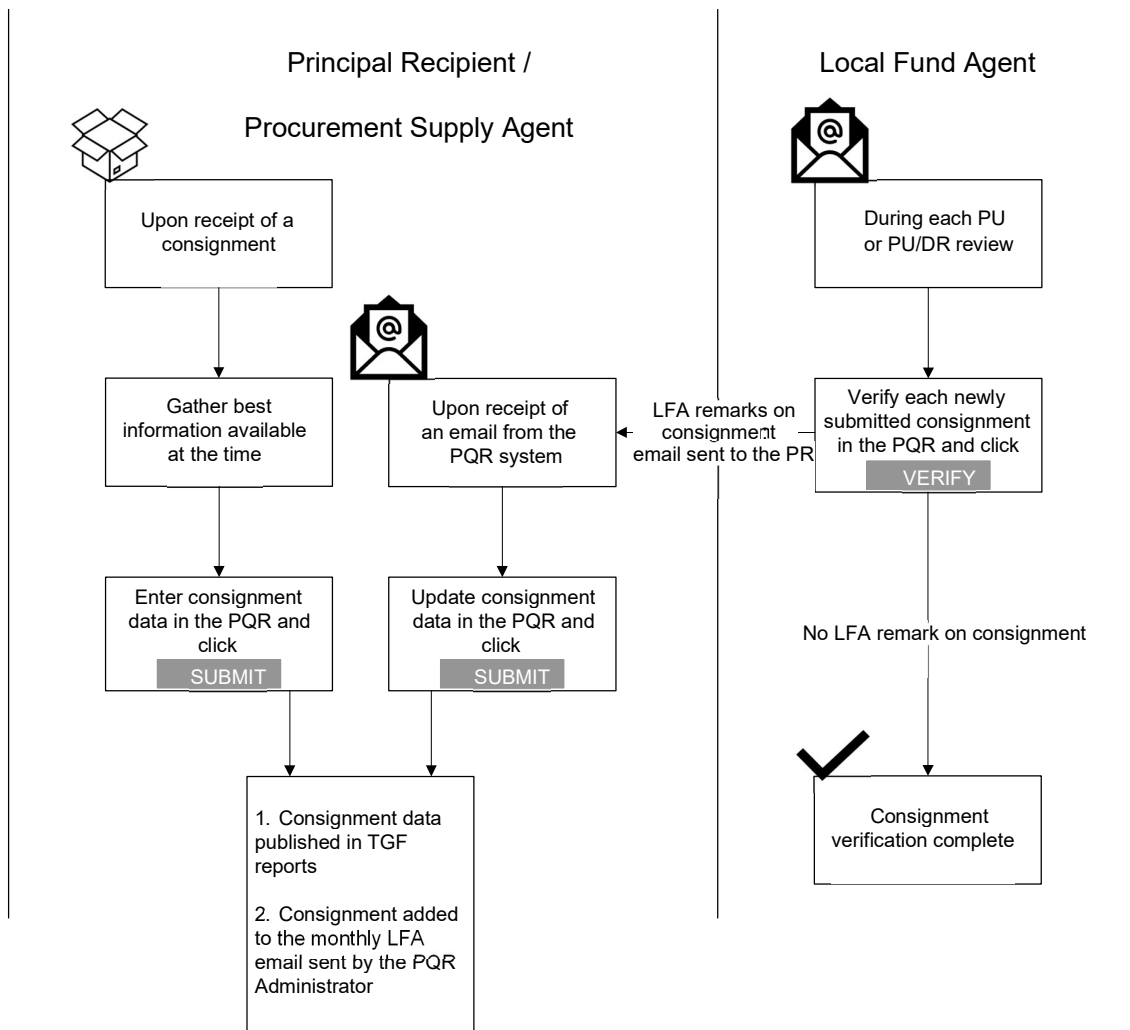 Principal Recipient /
Procurement Supply Agent
Local Fund Agent
Upon receipt of a
consignment
During each PU
or PU/DR review
Gather best
information available
at the time
@
Upon receipt of
an email from the
PQR system
LFA remarks on
consignment
email sent to the PR
@
Verify each newly
submitted consignment
in the PQR and click
VERIFY
Enter consignment
data in the PQR and
click
SUBMIT
Update consignment
data in the PQR and
click
SUBMIT
No LFA remark on consignment
1. Consignment data
published in TGF
reports
2. Consignment added
to the monthly LFA
email sent by the PQR
Administrator
Consignment
verification complete